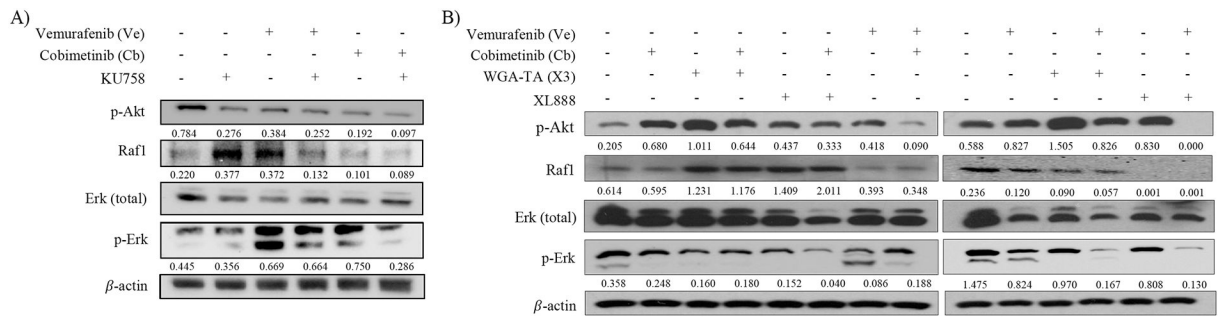 A)
Vemurafenib (Ve) - - + + - -
Cobimetinib (Cb) - - - - + +
KU758 - + - + - +
p-Akt
0.784 0.276 0.384 0.252 0.192 0.097
Raf1
0.220 0.377 0.372 0.132 0.101 0.089
Erk (total)
p-Erk
0.445 0.356 0.669 0.664 0.750 0.286
β-actin
B)
Vemurafenib (Ve) - - - - - - + + - + - + - +
Cobimetinib (Cb) - + - + - + - + - - - - - -
WGA-TA (X3) - - + + - - - - - - + + - -
XL888 - - - - + + - - - - - - + +
p-Akt
0.205 0.680 1.011 0.644 0.437 0.333 0.418 0.090 0.588 0.827 1.505 0.826 0.830 0.000
Raf1
0.614 0.595 1.231 1.176 1.409 2.011 0.393 0.348 0.236 0.120 0.090 0.057 0.001 0.001
Erk (total)
p-Erk
0.358 0.248 0.160 0.180 0.152 0.040 0.086 0.188 1.475 0.824 0.970 0.167 0.808 0.130
β-actin